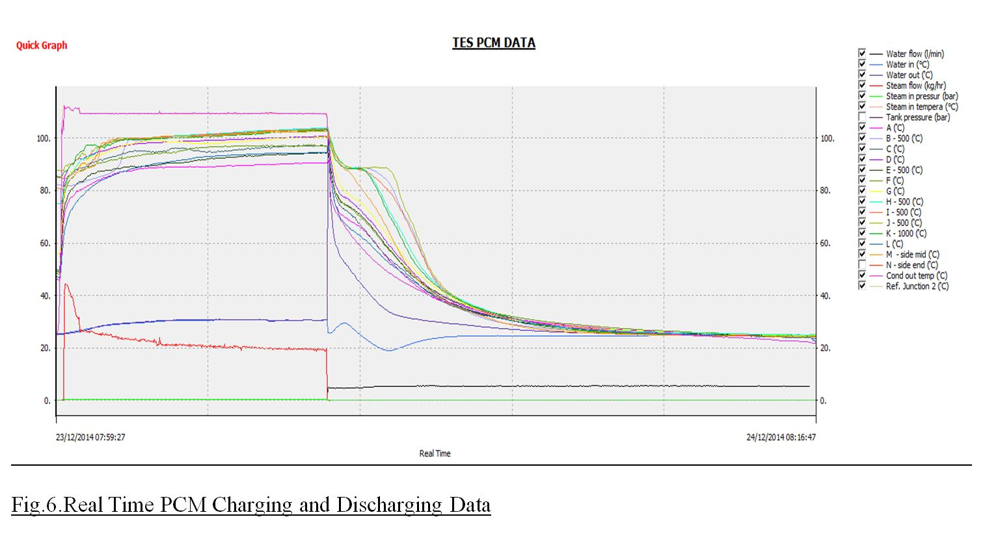 TES PCM DATA
Quick Graph
Water flow (l/min)
Water in (°C)
Water out (°C)
Steam flow (kg/hr)
Steam in pressur (bar)
Steam in tempera (°C)
Tank pressure (bar)
A (°C)
B - 500 (°C)
C (°C)
D (°C)
E - 500 (°C)
F (°C)
G (°C)
H - 500 (°C)
I - 500 (°C)
J - 500 (°C)
K - 1000 (°C)
L (°C)
M - side mid (°C)
N - side end (°C)
Cond out temp (°C)
Ref. Junction 2 (°C)
100. 100.
80. 80.
60. 60.
40. 40.
20. 20.
0. 0.
23/12/2014 07:59:27 24/12/2014 08:16:47
Real Time
Fig.6.Real Time PCM Charging and Discharging Data